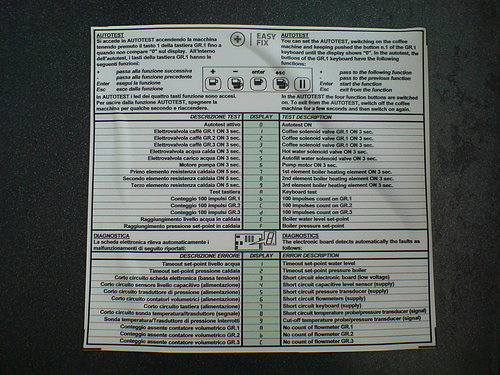 AUTOTEST
Si accede in AUTOTEST accendendo la macchina
tenendo premuto il tasto 1 della tastiera GR.1 fino a
quando non compare "0" sul display. All'interno
dell'autotest, i tasti della tastiera GR.1 hanno le
seguenti funzioni:
EASY
FIX
AUTOTEST
You can set the AUTOTEST, switching on the coffee
machine and keeping pushed the button n.1 of the GR.1
keyboard until the display shows "0". In the autotest, the
buttons of the GR.1 keyboard have the following
functions:
+ passa alla funzione successiva
- passa alla funzione precedente
Enter esegue la funzione
Esc esce dalla funzione
+ - enter esc
+ pass to the following function
- pass to the previous function
Enter start the function
Esc exit from the function
In AUTOTEST i led dei quattro tasti funzione sono accesi.
Per uscire dalla funzione AUTOTEST, spegnere la
macchina per qualche secondo e riaccendere.
In the AUTOTEST the four function buttons are switched
on. To exit from the AUTOTEST, switch off the coffee
machine for a few seconds and then switch on again.
DESCRIZIONE TEST DISPLAY TEST DESCRIPTION
Autotest attivo 0 Autotest ON
Elettrovalvola caffè GR.1 ON 3 sec. 1 Coffee solenoid valve GR.1 ON 3 sec.
Elettrovalvola caffè GR.2 ON 3 sec. 2 Coffee solenoid valve GR.2 ON 3 sec.
Elettrovalvola caffè GR.3 ON 3 sec. 3 Coffee solenoid valve GR.3 ON 3 sec.
Elettrovalvola acqua calda ON 3 sec. 4 Hot water solenoid valve ON 3 sec.
Elettrovalvola carico acqua ON 3 sec. 5 Autofill water solenoid valve ON 3 sec.
Motore pompa ON 3 sec. 6 Pump motor ON 3 sec.
Primo elemento resistenza caldaia ON 5 sec. 7 1st element boiler heating element ON 3 sec.
Secondo elemento resistenza caldaia ON 5 sec. 8 2nd element boiler heating element ON 3 sec.
Terzo elemento resistenza caldaia ON 5 sec. 9 3rd element boiler heating element ON 3 sec.
Test tastiera A Keyboard test
Conteggio 100 impulsi GR.1 b 100 impulses count on GR.1
Conteggio 100 impulsi GR.2 C 100 impulses count on GR.2
Conteggio 100 impulsi GR.3 d 100 impulses count on GR.3
Raggiungimento livello acqua in caldaia E Boiler water level set-point
Raggiungimento pressione set-point in caldaia F Boiler pressure set-point
DIAGNOSTICA
La scheda elettronica rileva automaticamente i
malfunzionamenti di seguito riportati:
DIAGNOSTICS
The electronic board detects automatically the faults as
follows:
DESCRIZIONE ERRORE DISPLAY ERROR DESCRIPTION
Timeout set-point livello acqua 1 Timeout set-point water level
Timeout set-point pressione caldaia 2 Timeout set-point pressure boiler
Corto circuito scheda elettronica (bassa tensione) 3 Short circuit electronic board (low voltage)
Corto circuito sensore livello capacitivo (alimentazione) 4 Short circuit capacitive level sensor (supply)
Corto circuito trasduttore di pressione (alimentazione) 5 Short circuit pressure transducer (supply)
Corto circuito contatori volumetrici (alimentazione) 6 Short circuit flowmeters (supply)
Corto circuito tastiera (alimentazione) 7 Short circuit keyboard (supply)
Corto circuito sonda temperatura/trasduttore (segnale) 8 Short circuit temperature probe/pressure transducer (signal)
Sonda temperatura/Trasduttore di pressione interrotti 9 Cut-off temperature probe/pressure transducer (signal)
Conteggio assente contatore volumetrico GR.1 A No count of flowmeter GR.1
Conteggio assente contatore volumetrico GR.2 b No count of flowmeter GR.2
Conteggio assente contatore volumetrico GR.3 C No count of flowmeter GR.3